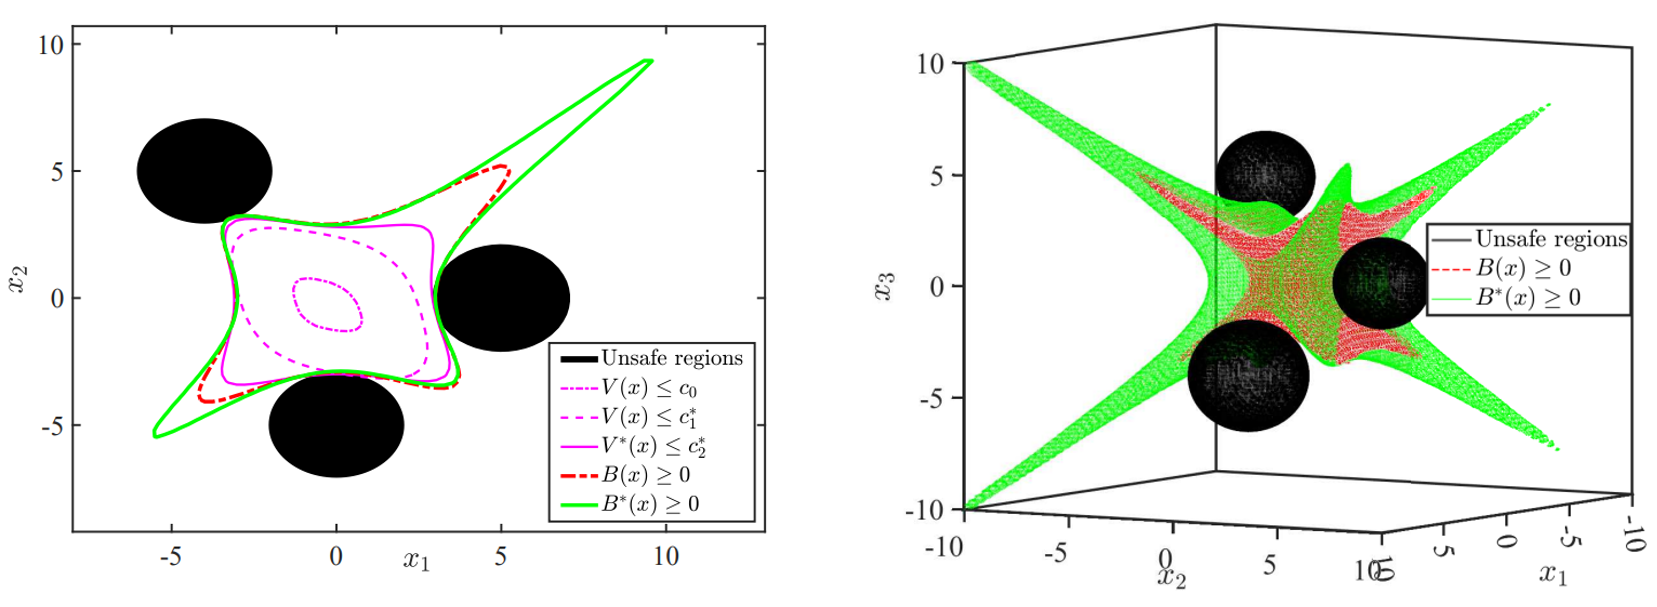 10
5
0
-5
x₂
-5
0
5
10
x₁
Unsafe regions
V(x) ≤ c₀
V(x) ≤ c₁*
V*(x) ≤ c₂*
B(x) ≥ 0
B*(x) ≥ 0
10
5
0
-5
-10
x₃
-10
-5
0
5
10
x₂
10
5
0
-5
-10
x₁
Unsafe regions
B(x) ≥ 0
B*(x) ≥ 0